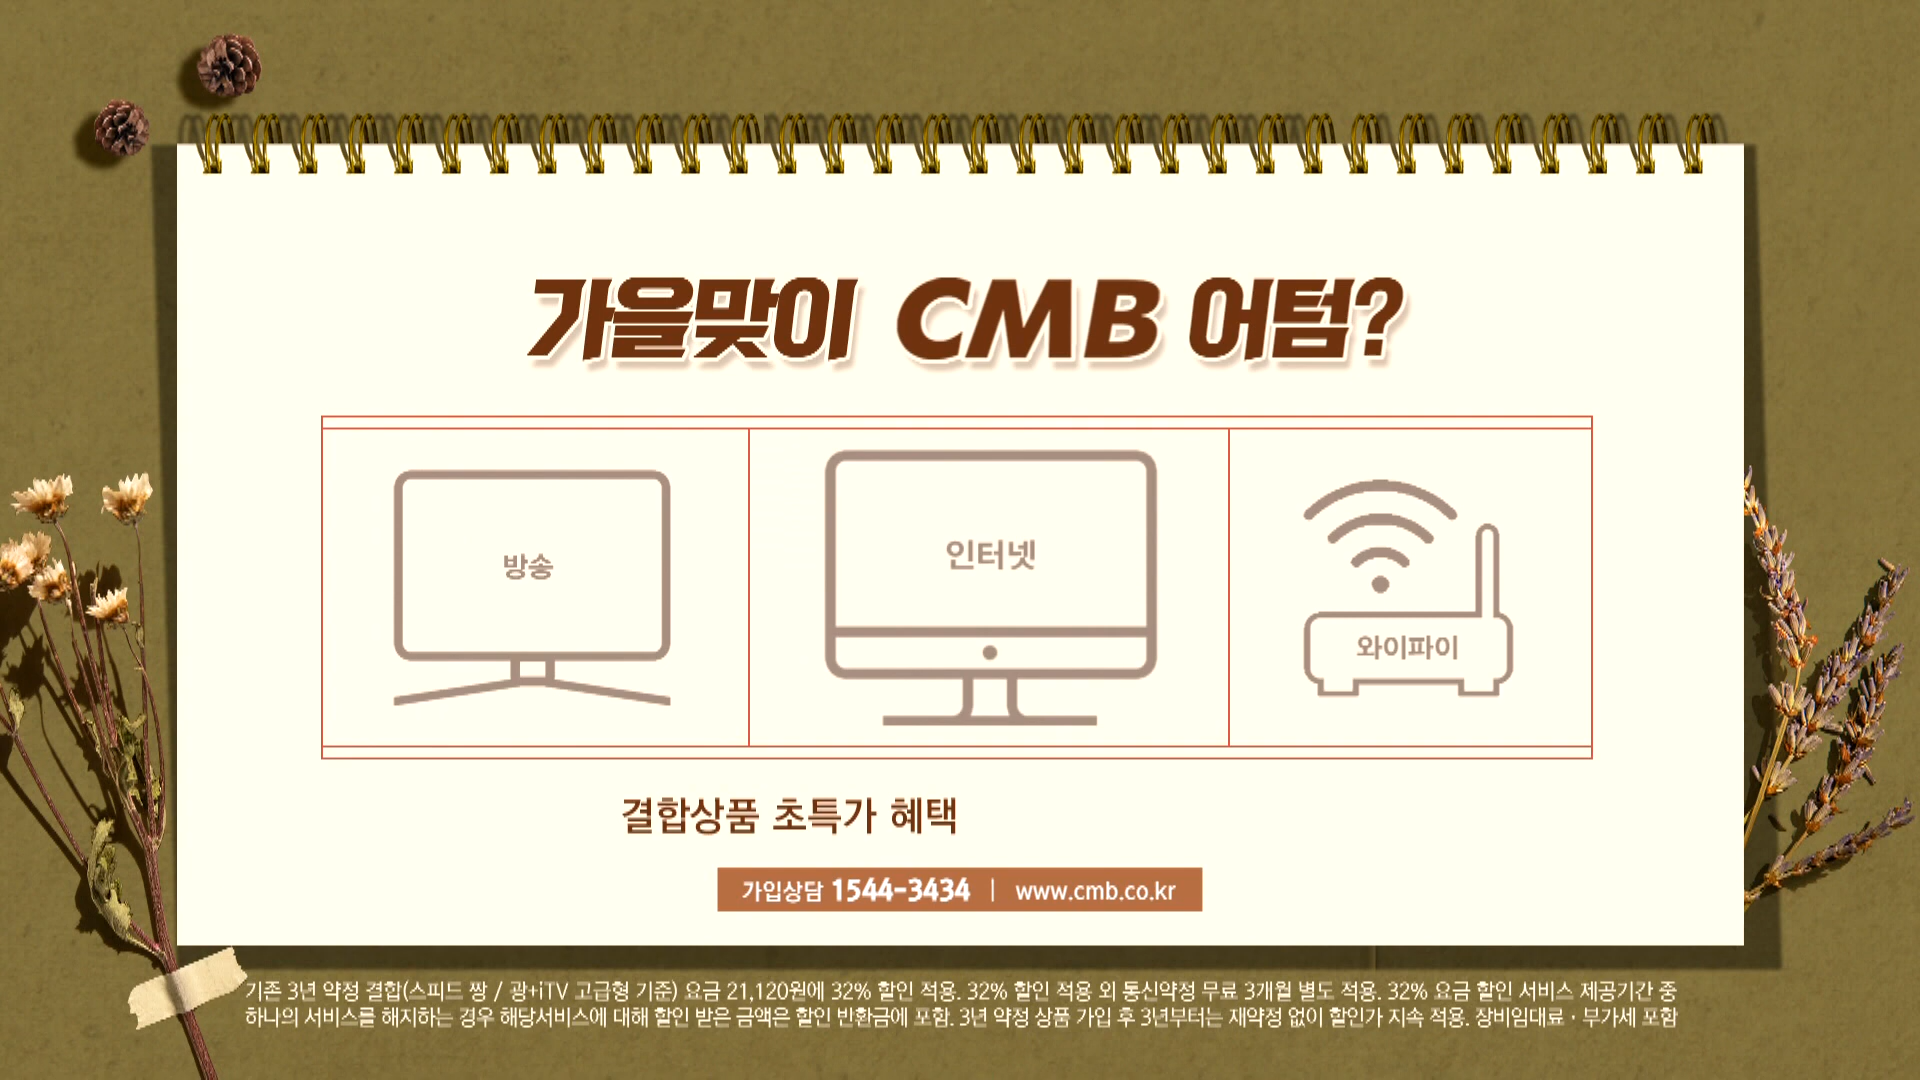 가을맞이 CMB 어텀?
방송
인터넷
와이파이
결합상품 초특가 혜택
가입상담 1544-3434 | www.cmb.co.kr
기존 3년 약정 결합(스피드 짱 / 광+iTV 고급형 기준) 요금 21,120원에 32% 할인 적용. 32% 할인 적용 외 통신약정 무료 3개월 별도 적용. 32% 요금 할인 서비스 제공기간 중
하나의 서비스를 해지하는 경우 해당서비스에 대해 할인 받은 금액은 할인 반환금에 포함. 3년 약정 상품 가입 후 3년부터는 재약정 없이 할인가 지속 적용. 장비임대료 · 부가세 포함